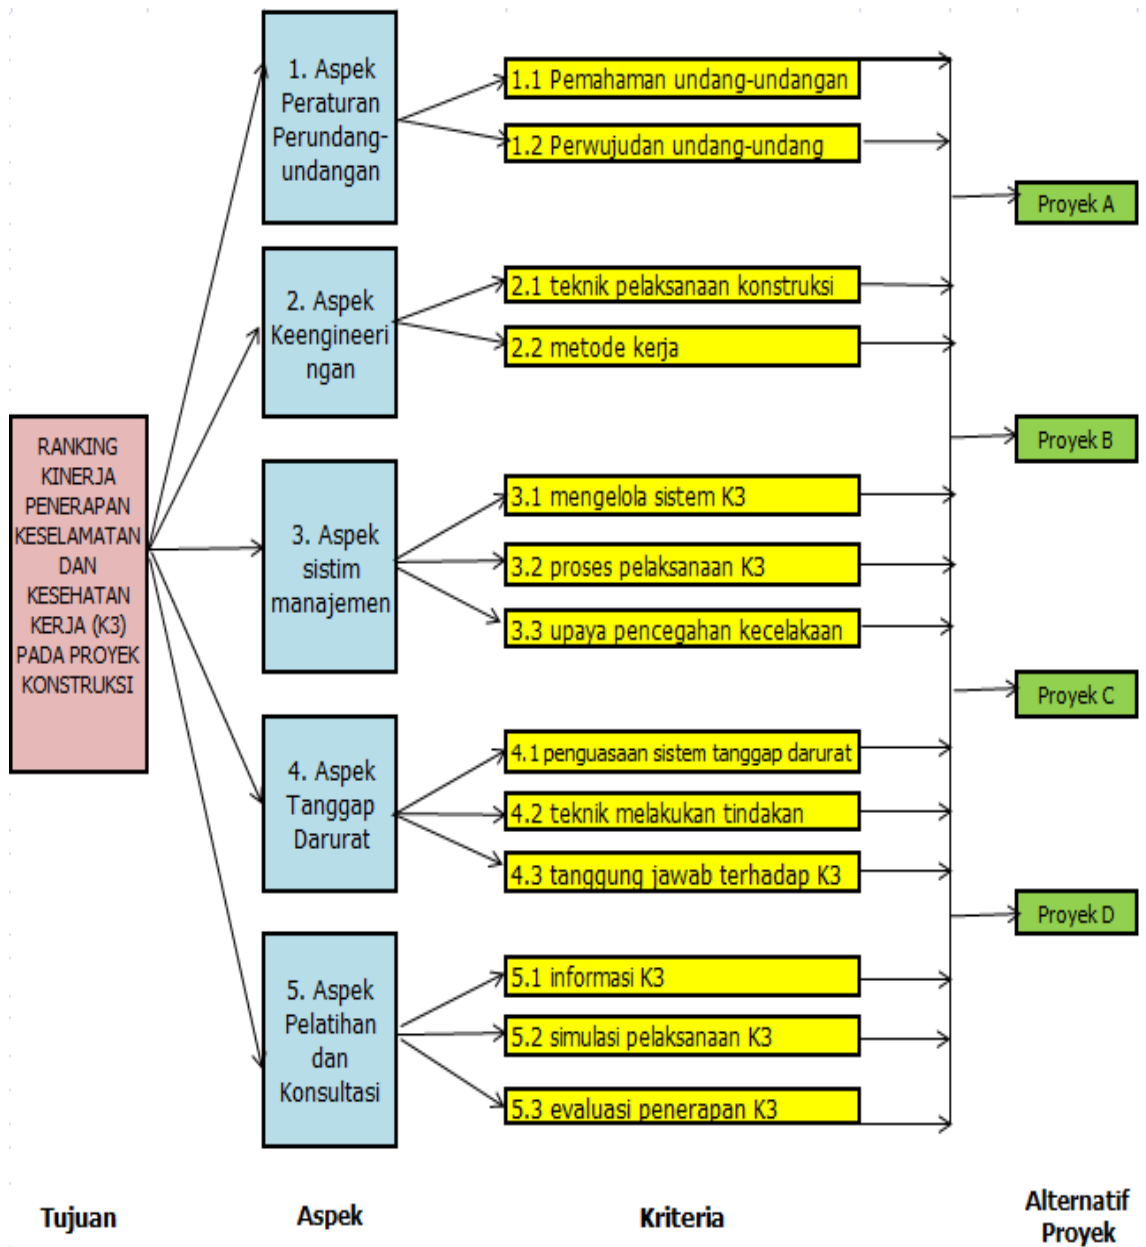 RANKING
KINERJA
PENERAPAN
KESELAMATAN
DAN
KESEHATAN
KERJA (K3)
PADA PROYEK
KONSTRUKSI
1. Aspek
Peraturan
Perundang-
undangan
1.1 Pemahaman undang-undangan
1.2 Perwujudan undang-undang
2. Aspek
Keengineeri
ngan
2.1 teknik pelaksanaan konstruksi
2.2 metode kerja
3. Aspek
sistim
manajemen
3.1 mengelola sistem K3
3.2 proses pelaksanaan K3
3.3 upaya pencegahan kecelakaan
4. Aspek
Tanggap
Darurat
4.1 penguasaan sistem tanggap darurat
4.2 teknik melakukan tindakan
4.3 tanggung jawab terhadap K3
5. Aspek
Pelatihan
dan
Konsultasi
5.1 informasi K3
5.2 simulasi pelaksanaan K3
5.3 evaluasi penerapan K3
Proyek A
Proyek B
Proyek C
Proyek D
Tujuan
Aspek
Kriteria
Alternatif
Proyek